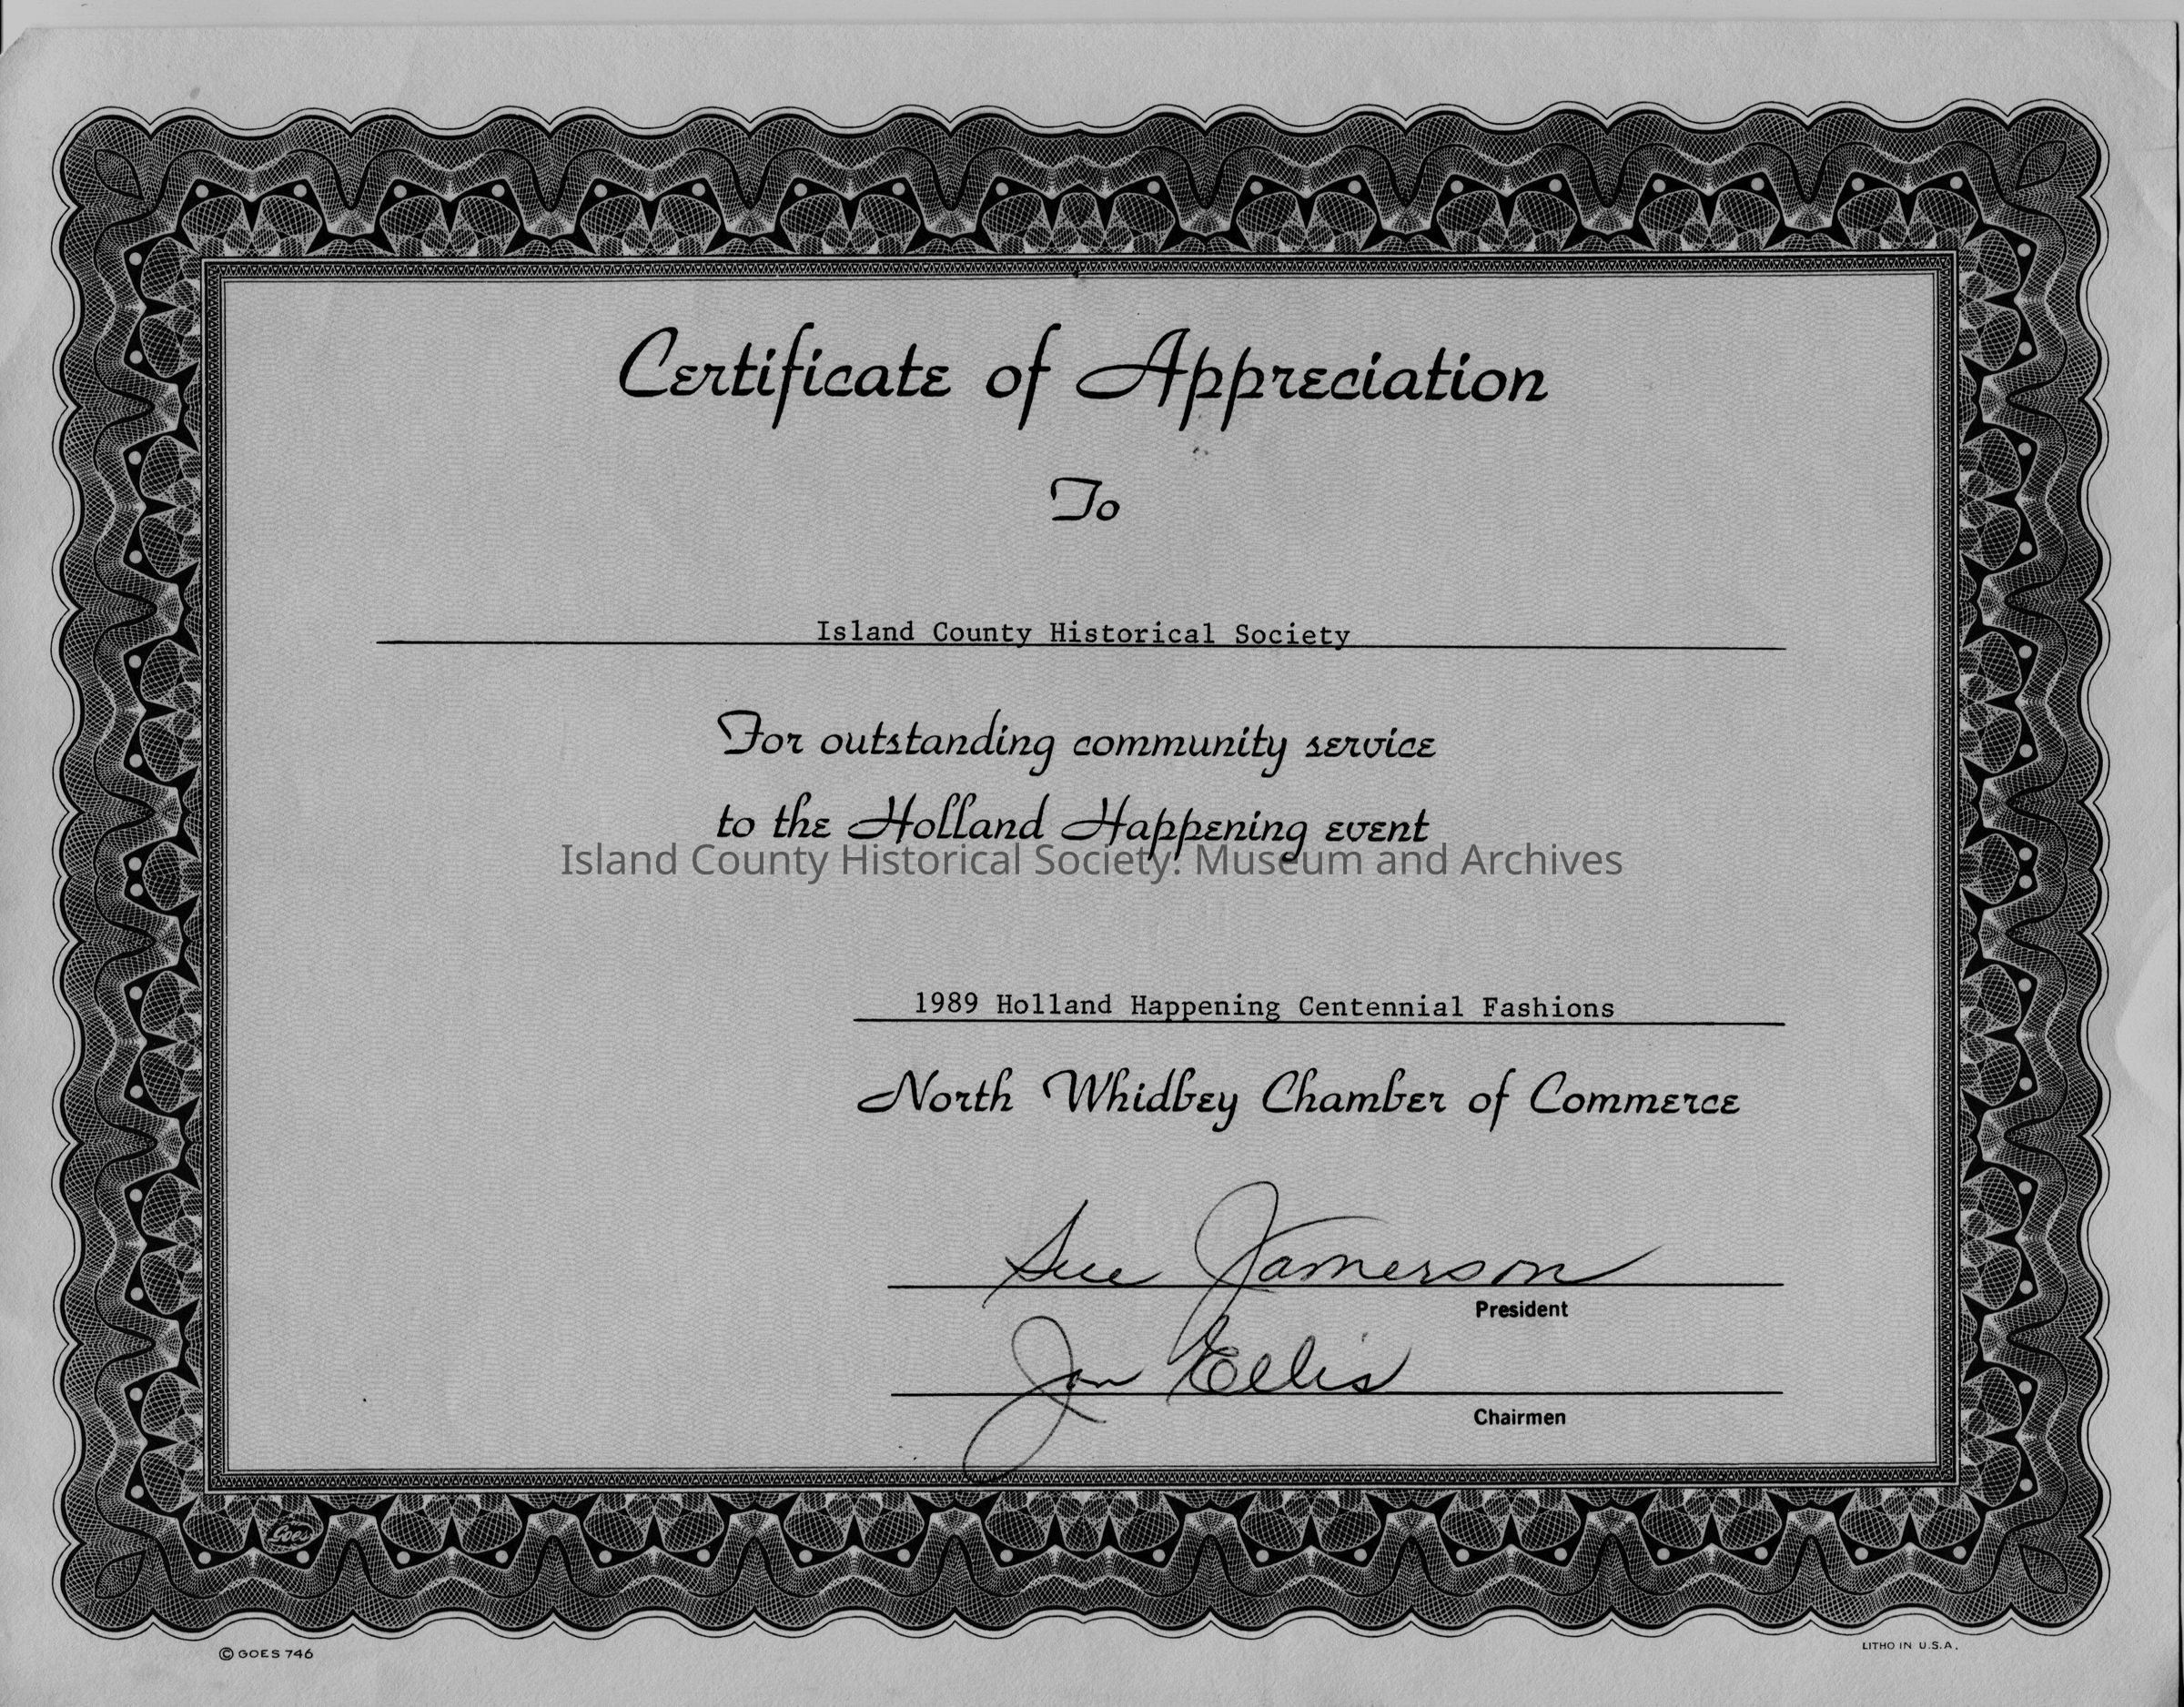 Certificate of Appreciation
To
Island County Historical Society
For outstanding community service
to the Holland Happening event
Island County Historical Society: Museum and Archives
1989 Holland Happening Centennial Fashions
North Whidbey Chamber of Commerce
Sue Jamerson
President
Jan Ellis
Chairmen
Goes
© GOES 746
LITHO IN U.S.A.